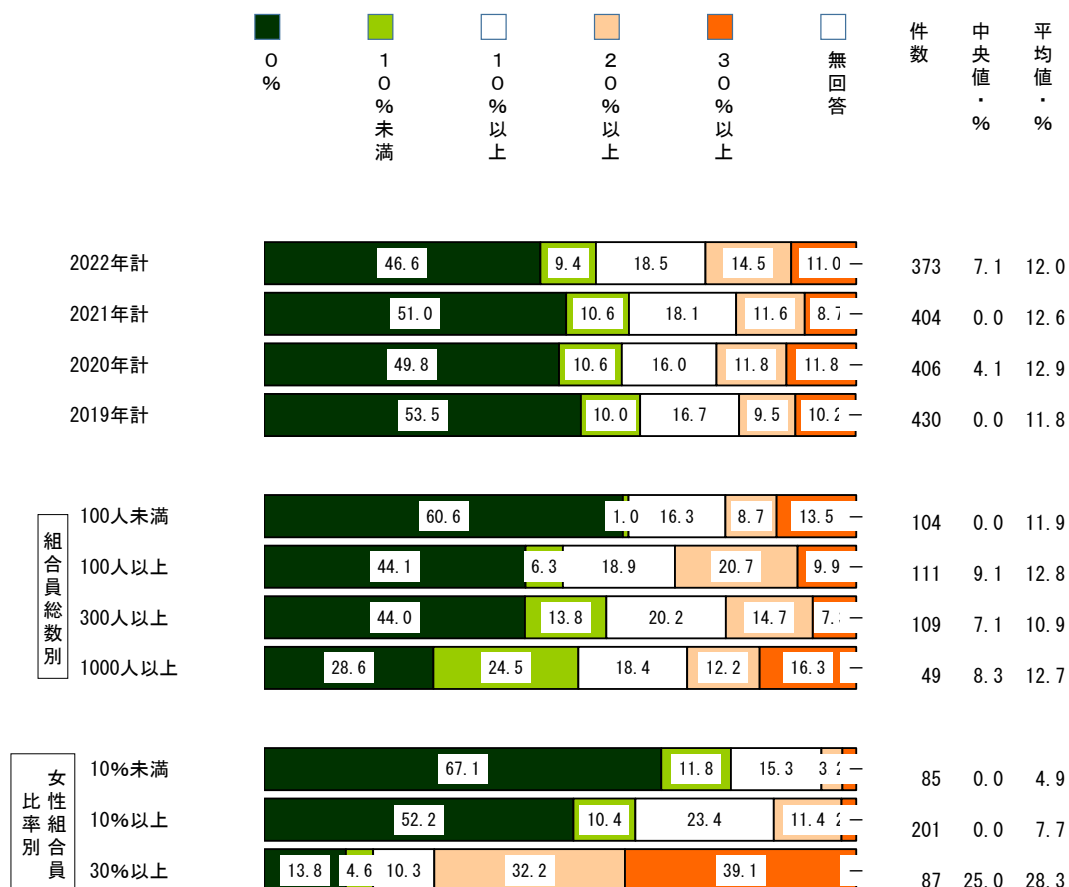 0%
10%未満
10%以上
20%以上
30%以上
無回答
件数
中央値・%
平均値・%
2022年計 46.6 9.4 18.5 14.5 11.0 - 373 7.1 12.0
2021年計 51.0 10.6 18.1 11.6 8.7 - 404 0.0 12.6
2020年計 49.8 10.6 16.0 11.8 11.8 - 406 4.1 12.9
2019年計 53.5 10.0 16.7 9.5 10.2 - 430 0.0 11.8
組合員総数別
100人未満 60.6 1.0 16.3 8.7 13.5 104 0.0 11.9
100人以上 44.1 6.3 18.9 20.7 9.9 - 111 9.1 12.8
300人以上 44.0 13.8 20.2 14.7 7. - 109 7.1 10.9
1000人以上 28.6 24.5 18.4 12.2 16.3 49 8.3 12.7
女性組合員
比率別
10%未満 67.1 11.8 15.3 3 2 - 85 0.0 4.9
10%以上 52.2 10.4 23.4 11.4 2 - 201 0.0 7.7
30%以上 13.8 4.6 10.3 32.2 39.1 87 25.0 28.3